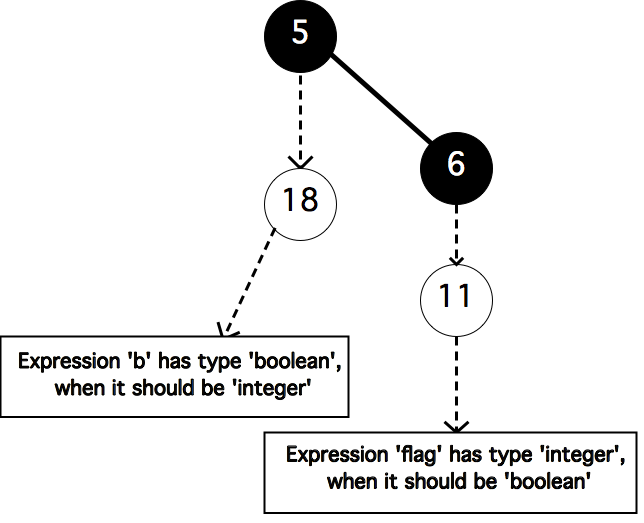 5
6
18
11
Expression 'b' has type 'boolean',
when it should be 'integer'
Expression 'flag' has type 'integer',
when it should be 'boolean'